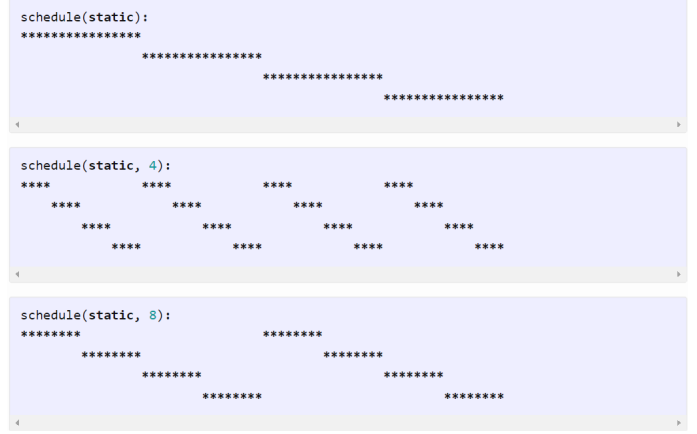 schedule(static):
****************
                ****************
                                ****************
                                                ****************
schedule(static, 4):
****            ****            ****            ****
    ****            ****            ****            ****
        ****            ****            ****            ****
            ****            ****            ****            ****
schedule(static, 8):
********                        ********
        ********                        ********
                ********                        ********
                        ********                        ********